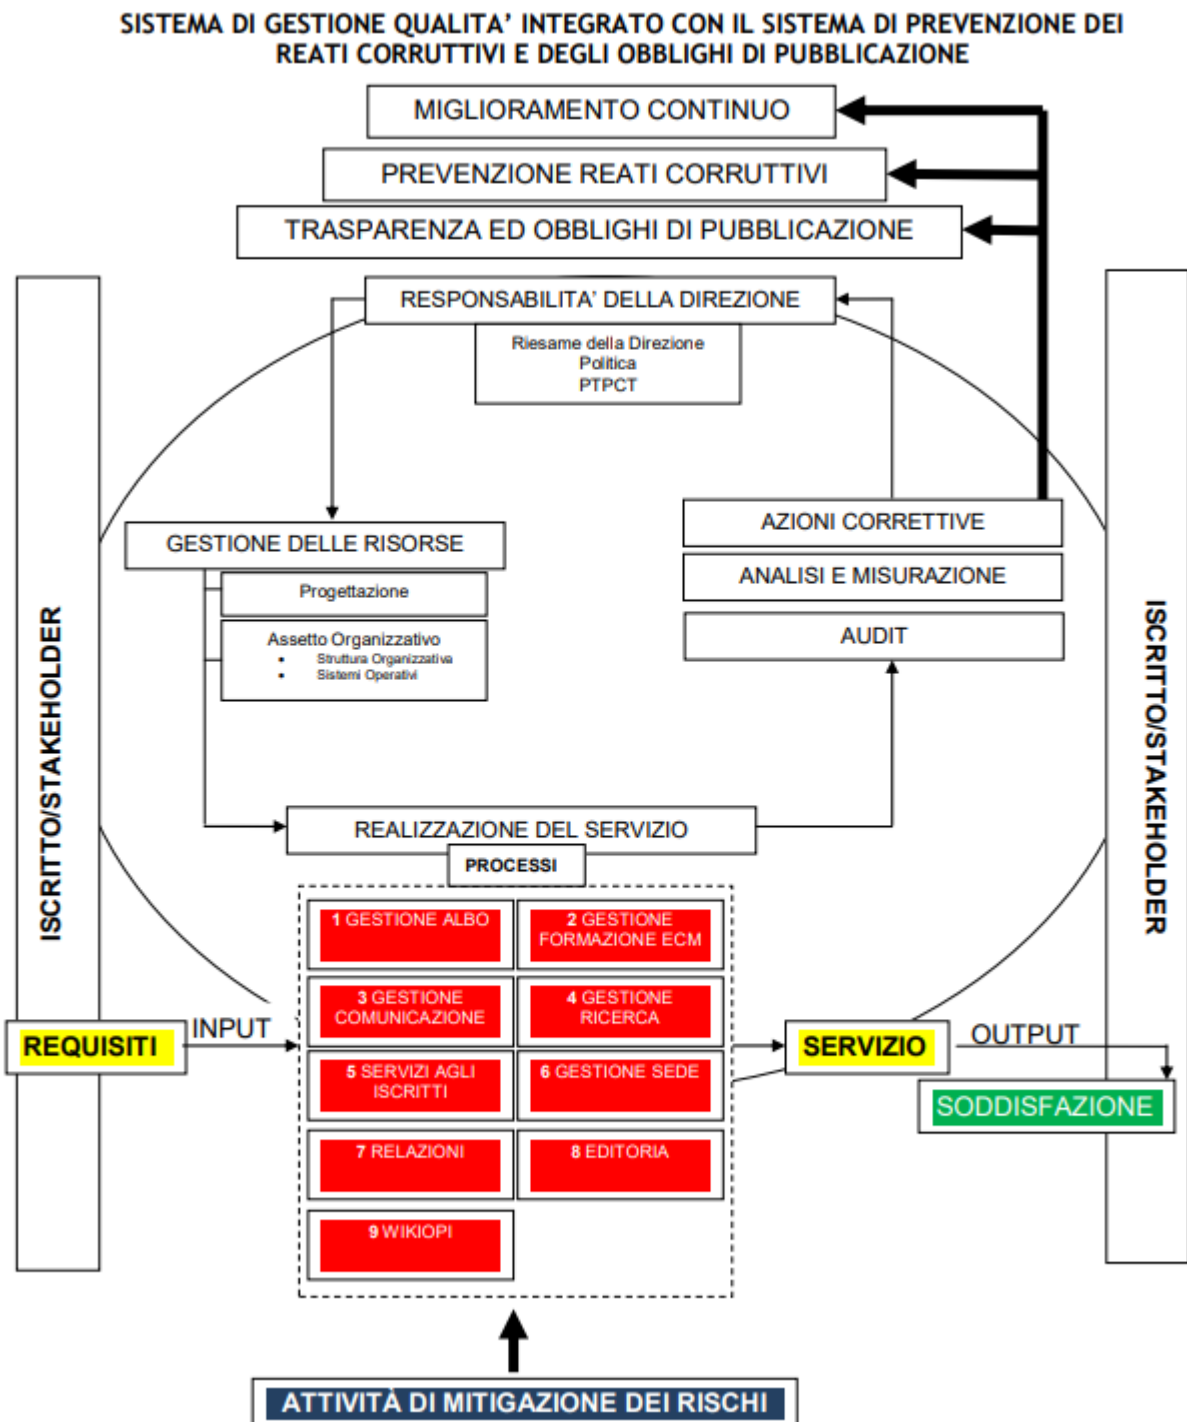 SISTEMA DI GESTIONE QUALITA’ INTEGRATO CON IL SISTEMA DI PREVENZIONE DEI
REATI CORRUTTIVI E DEGLI OBBLIGHI DI PUBBLICAZIONE
MIGLIORAMENTO CONTINUO
PREVENZIONE REATI CORRUTTIVI
TRASPARENZA ED OBBLIGHI DI PUBBLICAZIONE
RESPONSABILITA’ DELLA DIREZIONE
Riesame della Direzione
Politica
PTPCT
GESTIONE DELLE RISORSE
Progettazione
Assetto Organizzativo
• Struttura Organizzativa
• Sistemi Operativi
AZIONI CORRETTIVE
ANALISI E MISURAZIONE
AUDIT
ISCRITTO/STAKEHOLDER
ISCRITTO/STAKEHOLDER
REALIZZAZIONE DEL SERVIZIO
PROCESSI
1 GESTIONE ALBO
2 GESTIONE
FORMAZIONE ECM
3 GESTIONE
COMUNICAZIONE
4 GESTIONE
RICERCA
5 SERVIZI AGLI
ISCRITTI
6 GESTIONE SEDE
7 RELAZIONI
8 EDITORIA
9 WIKIOPI
REQUISITI
INPUT
SERVIZIO
OUTPUT
SODDISFAZIONE
ATTIVITÀ DI MITIGAZIONE DEI RISCHI